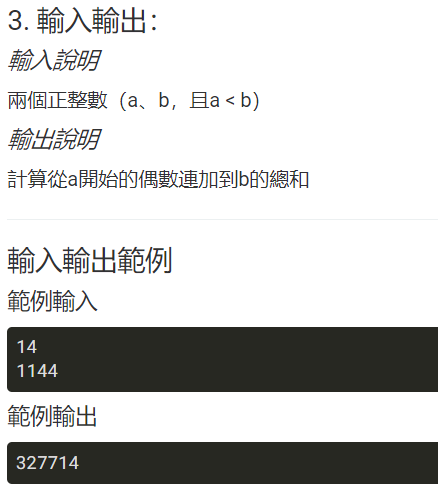 3. 輸入輸出：
輸入說明
兩個正整數（a、b，且a < b）
輸出說明
計算從a開始的偶數連加到b的總和
輸入輸出範例
範例輸入
14
1144
範例輸出
327714